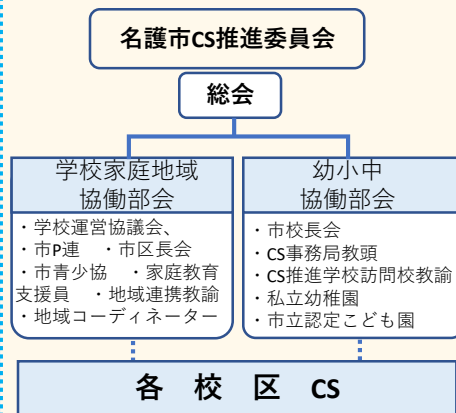 名護市CS推進委員会
総会
学校家庭地域
協働部会
・学校運営協議会、
・市P連　・市区長会
・市青少協　・家庭教育
支援員　・地域連携教諭
・地域コーディネーター
幼小中
協働部会
・市校長会
・CS事務局教頭
・CS推進学校訪問校教諭
・私立幼稚園
・市立認定こども園
各 校 区 CS